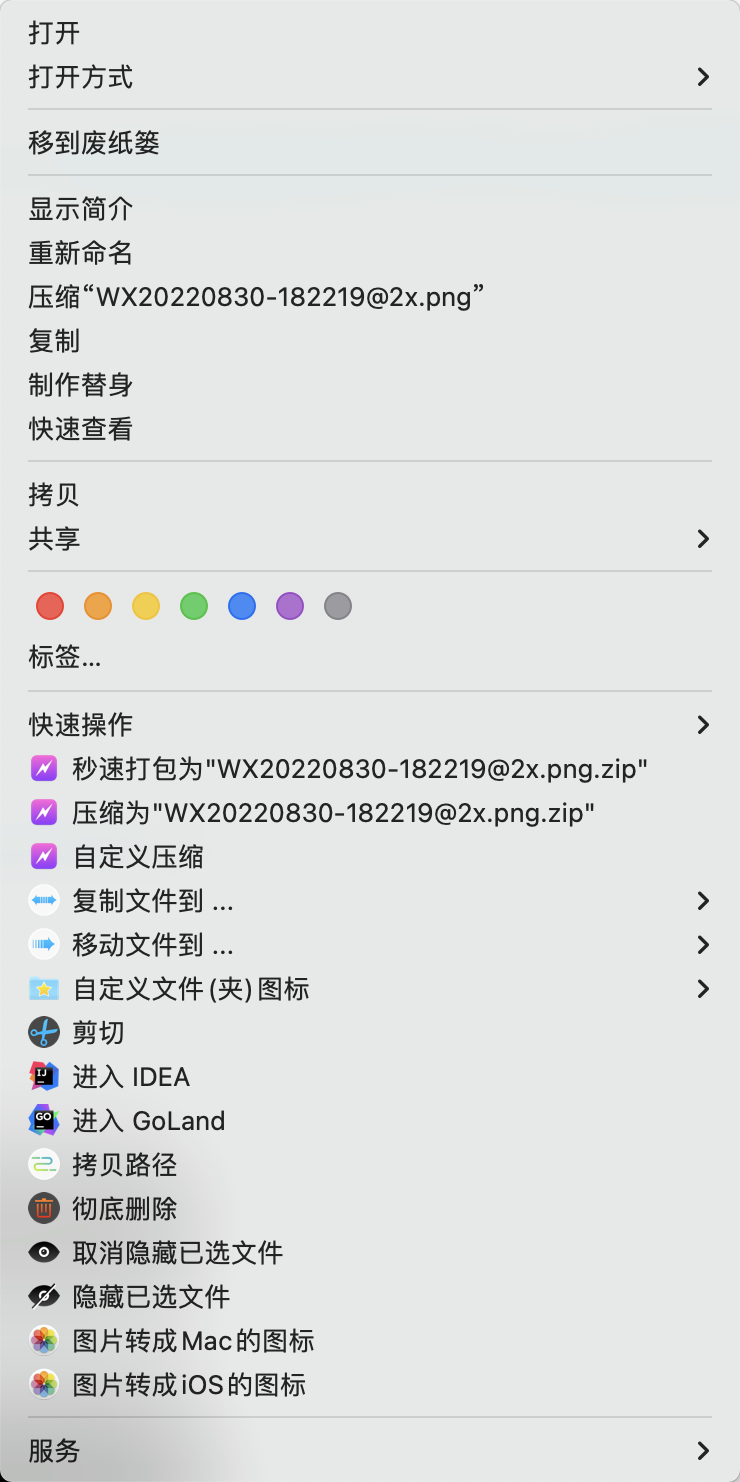 打开
打开方式
移到废纸篓
显示简介
重新命名
压缩“WX20220830-182219@2x.png”
复制
制作替身
快速查看
拷贝
共享
标签...
快速操作
秒速打包为"WX20220830-182219@2x.png.zip"
压缩为"WX20220830-182219@2x.png.zip"
自定义压缩
复制文件到 ...
移动文件到 ...
自定义文件(夹)图标
剪切
IJ 进入 IDEA
GO 进入 GoLand
拷贝路径
彻底删除
取消隐藏已选文件
隐藏已选文件
图片转成Mac的图标
图片转成iOS的图标
服务